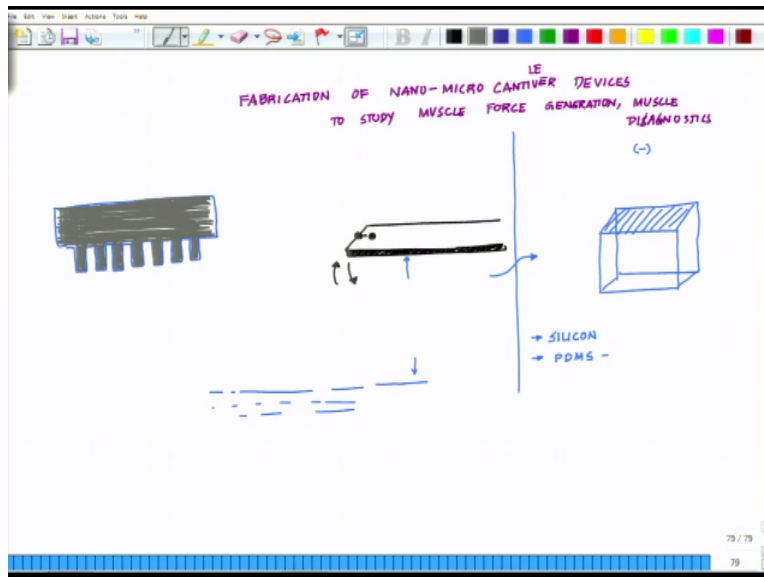 File Edit View Insert Actions Tools Help
B I
LE
FABRICATION OF NANO-MICRO CANTIVER DEVICES
TO STUDY MUSCLE FORCE GENERATION, MUSCLE
DIAGNOSTICS
(-)
→ SILICON
→ PDMS -
79 / 79
79